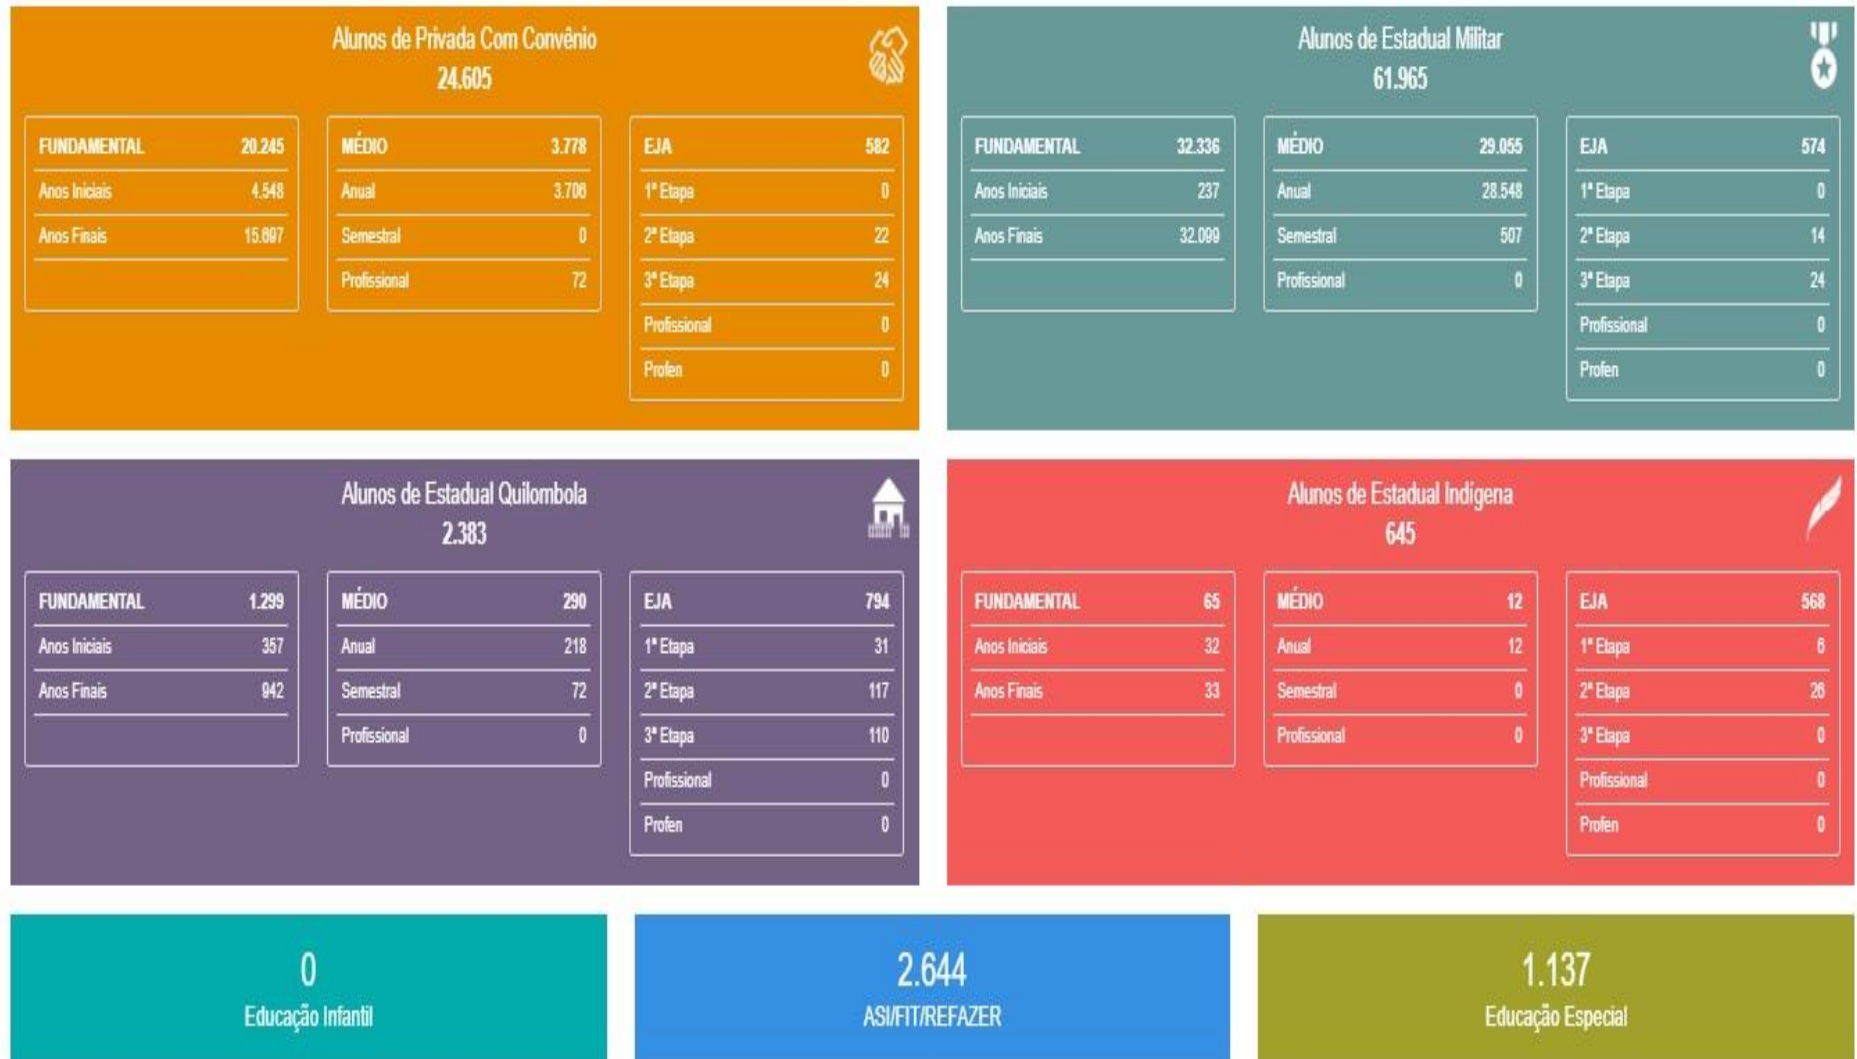 Alunos de Privada Com Convênio
24.605
FUNDAMENTAL 20.245
Anos Iniciais 4.548
Anos Finais 15.697
MÉDIO 3.778
Anual 3.706
Semestral 0
Profissional 72
EJA 582
1ª Etapa 0
2ª Etapa 22
3ª Etapa 24
Profissional 0
Profen 0
Alunos de Estadual Militar
61.965
FUNDAMENTAL 32.336
Anos Iniciais 237
Anos Finais 32.099
MÉDIO 29.055
Anual 28.548
Semestral 507
Profissional 0
EJA 574
1ª Etapa 0
2ª Etapa 14
3ª Etapa 24
Profissional 0
Profen 0
Alunos de Estadual Quilombola
2.383
FUNDAMENTAL 1.299
Anos Iniciais 357
Anos Finais 942
MÉDIO 290
Anual 218
Semestral 72
Profissional 0
EJA 794
1ª Etapa 31
2ª Etapa 117
3ª Etapa 110
Profissional 0
Profen 0
Alunos de Estadual Indígena
645
FUNDAMENTAL 65
Anos Iniciais 32
Anos Finais 33
MÉDIO 12
Anual 12
Semestral 0
Profissional 0
EJA 568
1ª Etapa 6
2ª Etapa 26
3ª Etapa 0
Profissional 0
Profen 0
0
Educação Infantil
2.644
ASI/FIT/REFAZER
1.137
Educação Especial